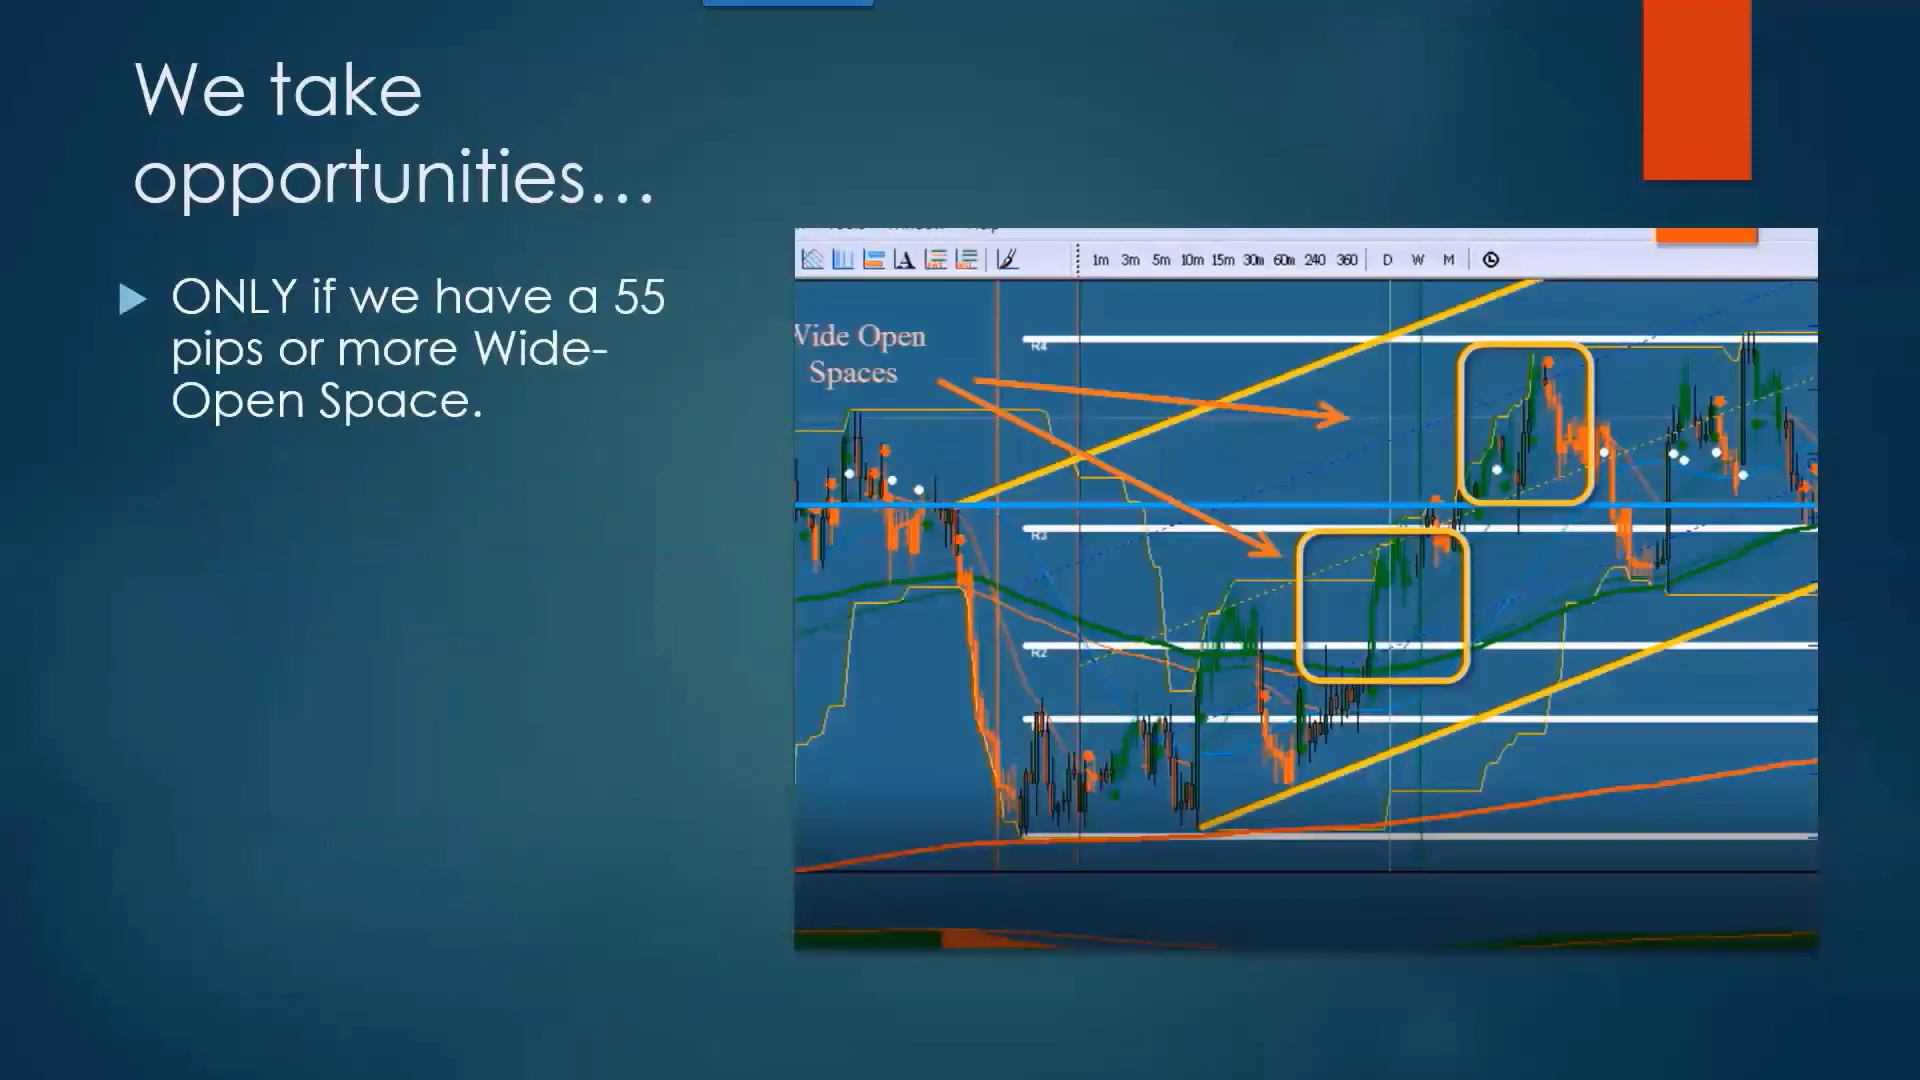 We take
opportunities...
ONLY if we have a 55
pips or more Wide-
Open Space.
1m 3m 5m 10m 15m 30m 60m 240 360 D W M
Wide Open
Spaces
R4
R3
R2